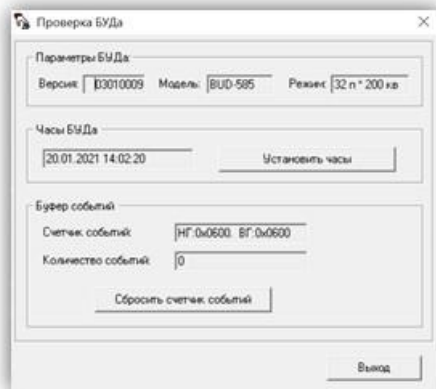 Проверка БУДа
Параметры БУДа
Версия: 03010009 Модель: BUD-585 Режим: 32 п * 200 кв
Часы БУДа
20.01.2021 14:02:20 Установить часы
Буфер событий
Счетчик событий НГ:0x0600. ВГ:0x0600
Количество событий: 0
Сбросить счетчик событий
Выход